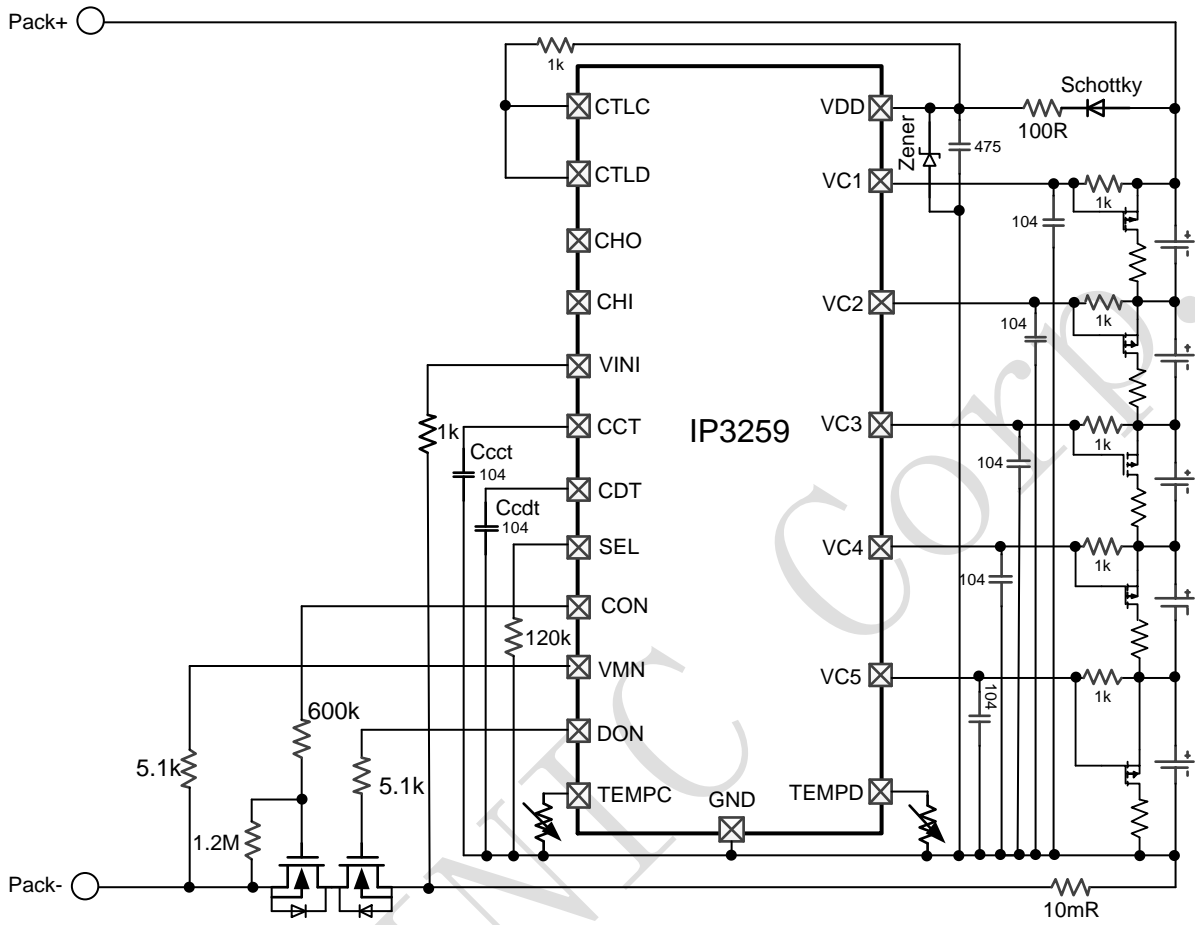 Pack+
1k
Schottky
CTLC
VDD
100R
Zener
475
CTLD
VC1
1k
104
CHO
CHI
VC2
1k
104
VINI
1k
CCT
IP3259
VC3
1k
104
Ccct
104
CDT
Ccdt
104
SEL
VC4
1k
104
CON
120k
VMN
VC5
1k
104
600k
DON
5.1k
5.1k
TEMPC
GND
TEMPD
1.2M
Pack-
10mR
NIC Corp.